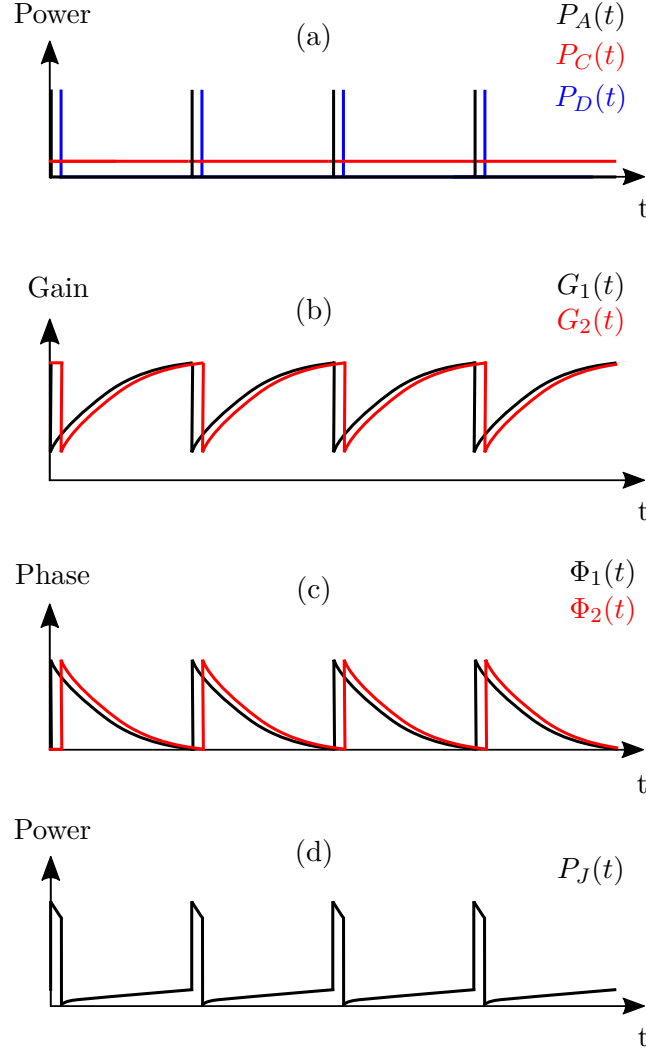 Power
(a)
P_A(t)
P_C(t)
P_D(t)
t
Gain
(b)
G_1(t)
G_2(t)
t
Phase
(c)
Φ_1(t)
Φ_2(t)
t
Power
(d)
P_J(t)
t